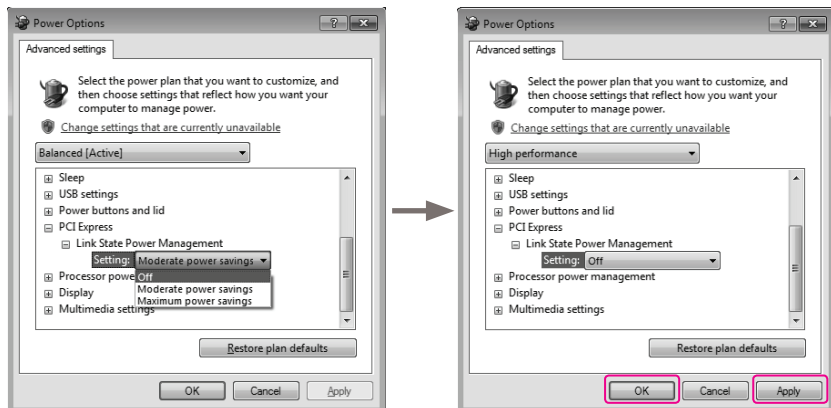 Power Options
Advanced settings
Select the power plan that you want to customize, and
then choose settings that reflect how you want your
computer to manage power.
Change settings that are currently unavailable
Balanced [Active]
Sleep
USB settings
Power buttons and lid
PCI Express
Link State Power Management
Setting: Moderate power savings
Processor powe
Off
Moderate power savings
Maximum power savings
Display
Multimedia settings
Restore plan defaults
OK Cancel Apply
Power Options
Advanced settings
Select the power plan that you want to customize, and
then choose settings that reflect how you want your
computer to manage power.
Change settings that are currently unavailable
High performance
Sleep
USB settings
Power buttons and lid
PCI Express
Link State Power Management
Setting: Off
Processor power management
Display
Multimedia settings
Restore plan defaults
OK Cancel Apply